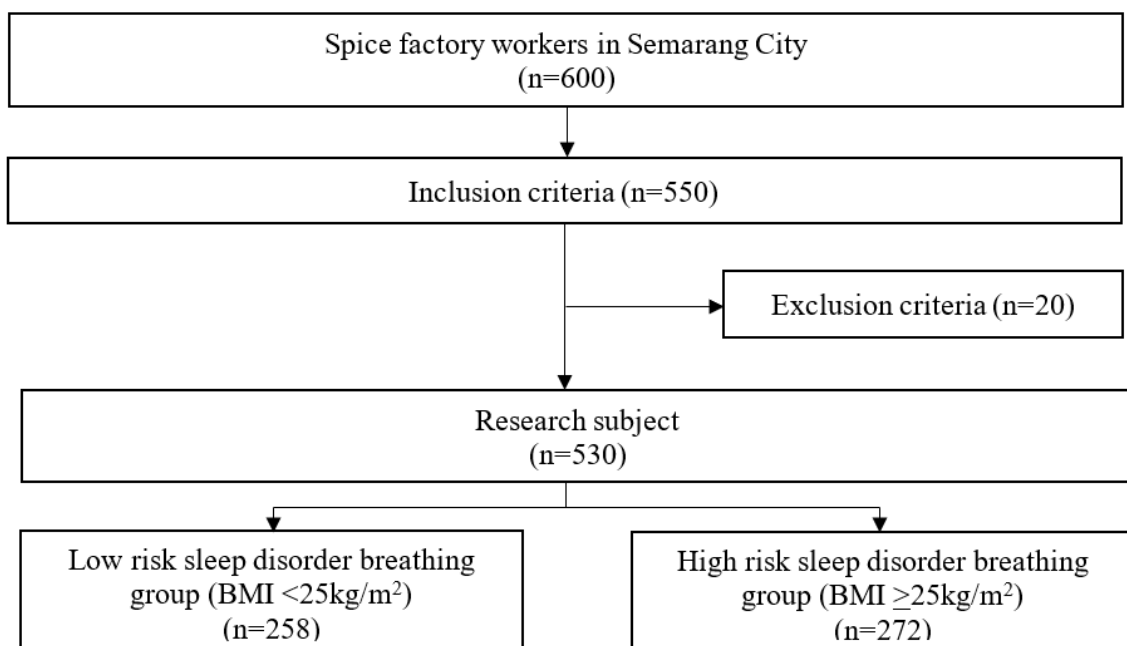 Spice factory workers in Semarang City
(n=600)
Inclusion criteria (n=550)
Exclusion criteria (n=20)
Research subject
(n=530)
Low risk sleep disorder breathing
group (BMI <25kg/m²)
(n=258)
High risk sleep disorder breathing
group (BMI ≥25kg/m²)
(n=272)